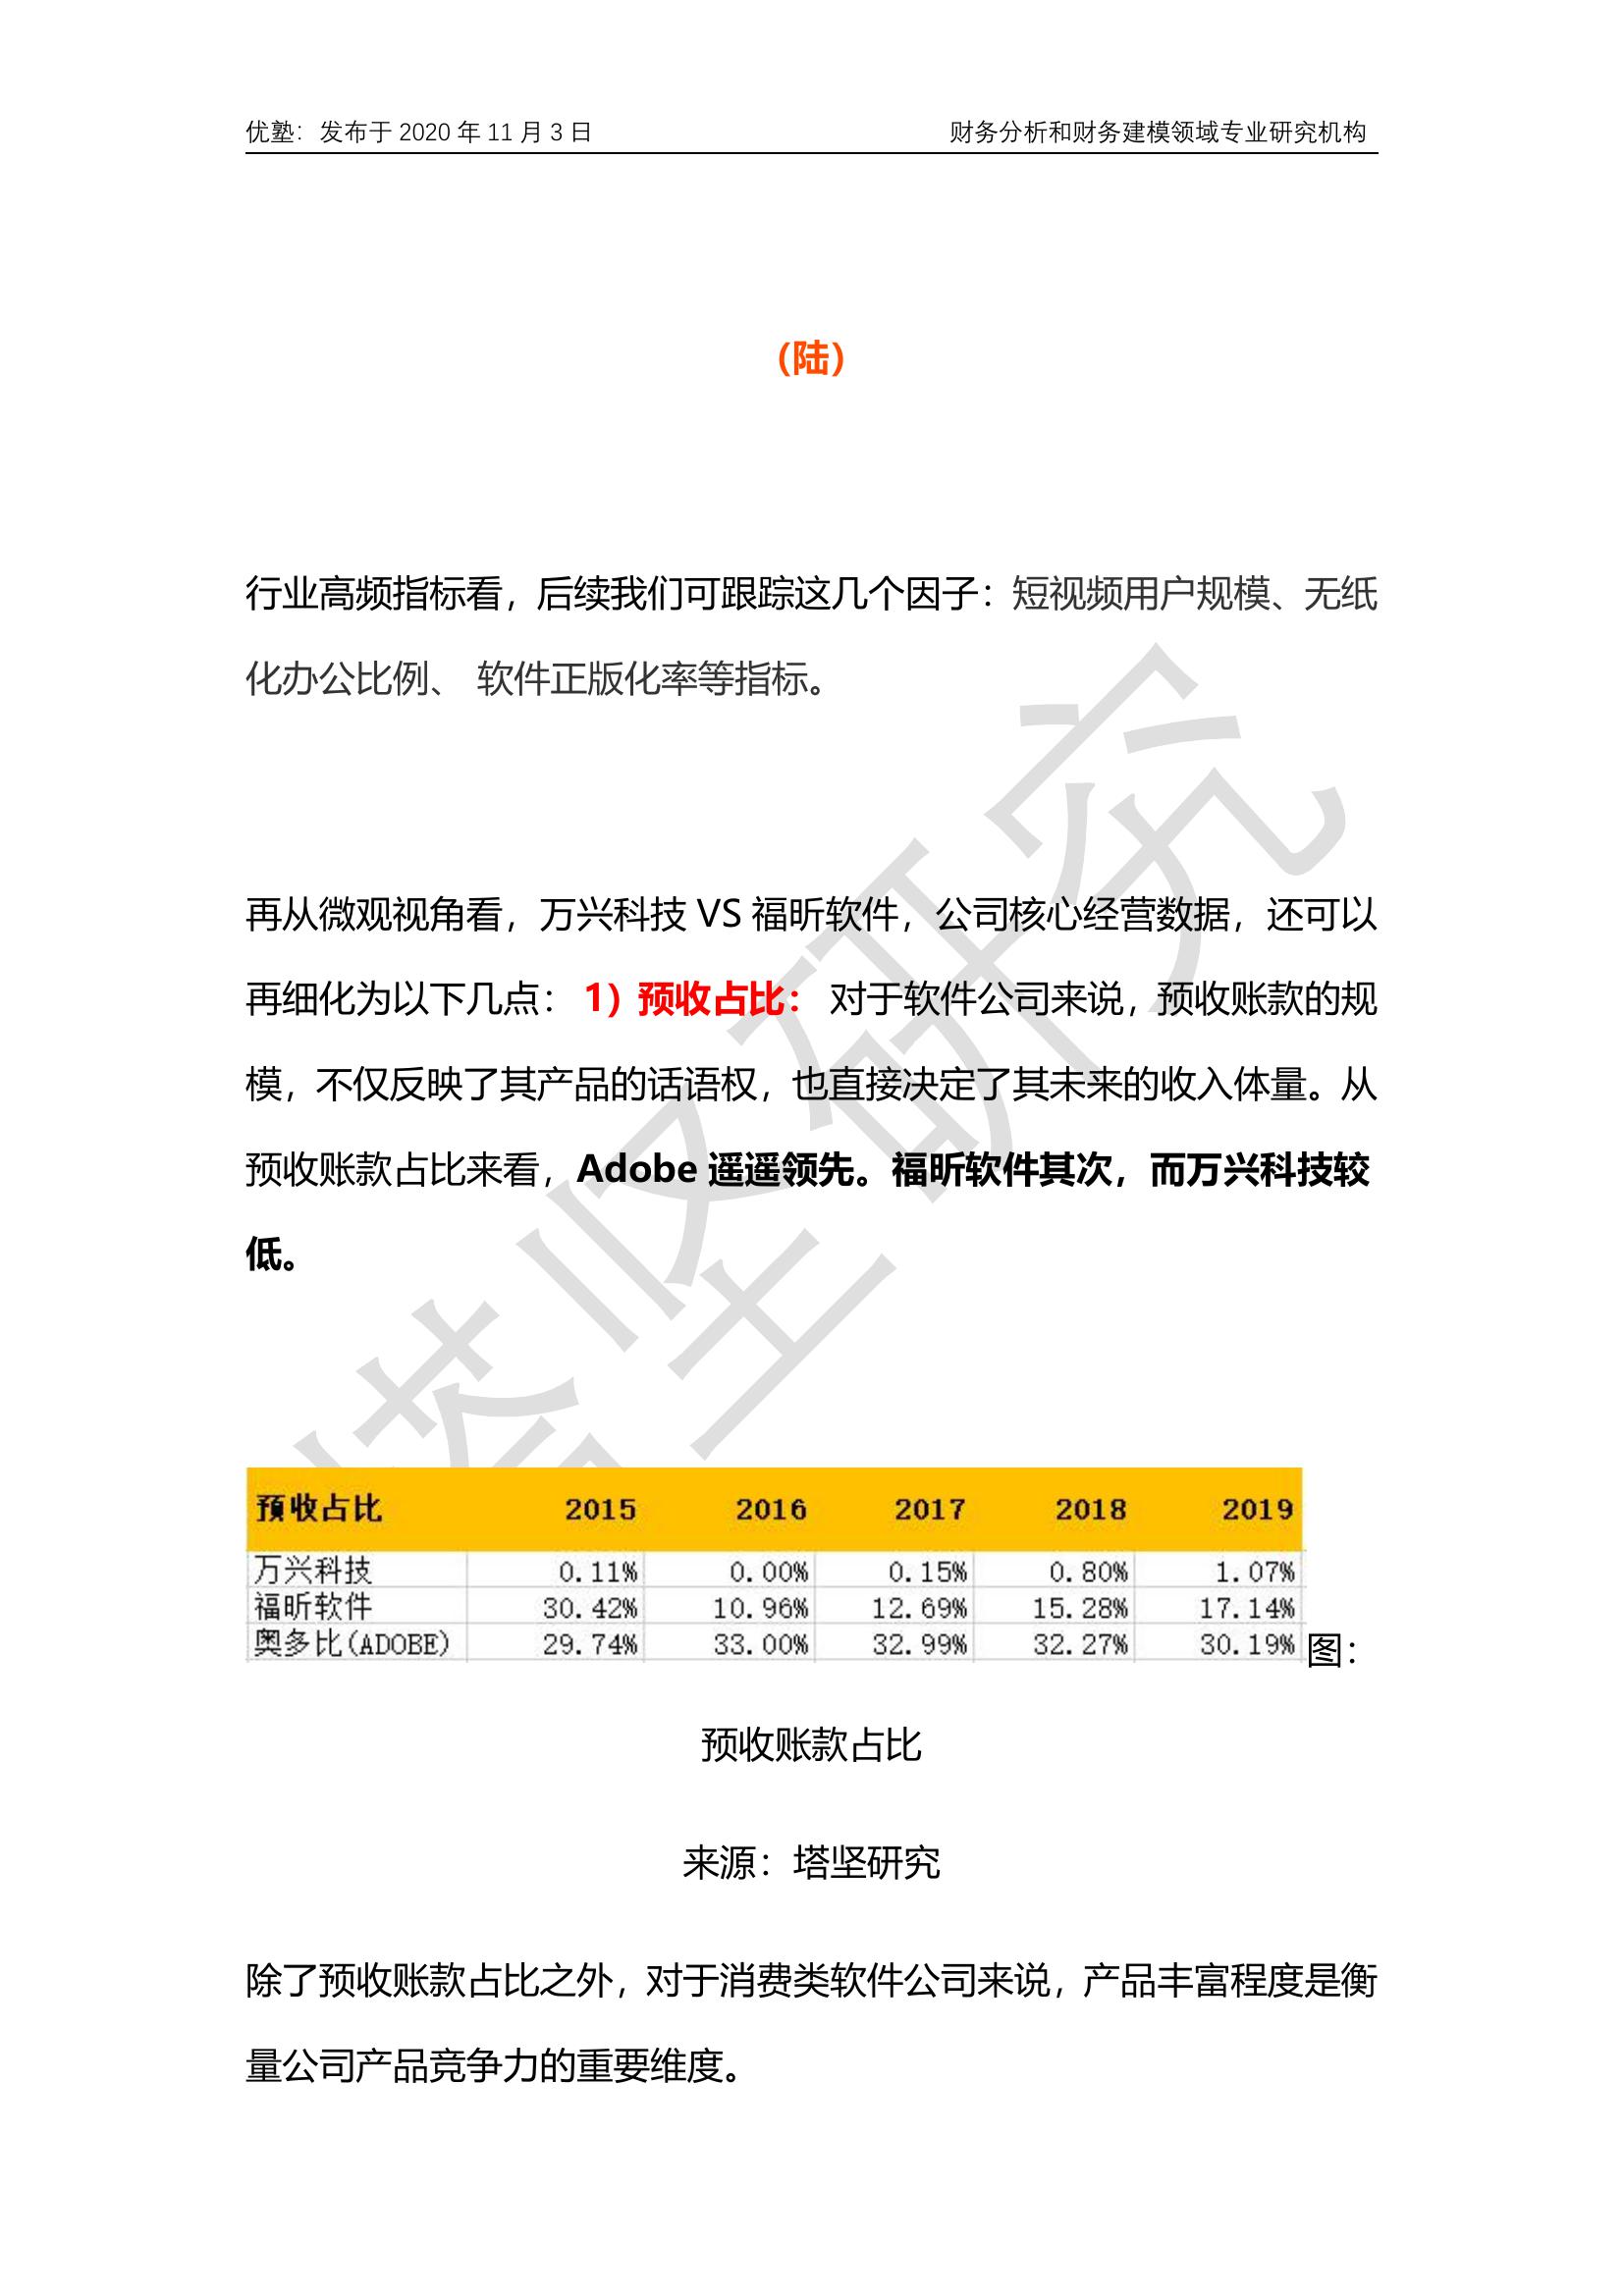 优塾：发布于 2020 年 11 月 3 日 财务分析和财务建模领域专业研究机构
（陆）
行业高频指标看，后续我们可跟踪这几个因子：短视频用户规模、无纸
化办公比例、 软件正版化率等指标。
再从微观视角看，万兴科技 VS 福昕软件，公司核心经营数据，还可以
再细化为以下几点： 1）预收占比： 对于软件公司来说，预收账款的规
模，不仅反映了其产品的话语权，也直接决定了其未来的收入体量。从
预收账款占比来看，Adobe 遥遥领先。福昕软件其次，而万兴科技较
低。
塔坚研究
预收占比 2015 2016 2017 2018 2019
万兴科技 0.11% 0.00% 0.15% 0.80% 1.07%
福昕软件 30.42% 10.96% 12.69% 15.28% 17.14%
奥多比(ADOBE) 29.74% 33.00% 32.99% 32.27% 30.19% 图：
预收账款占比
来源：塔坚研究
除了预收账款占比之外，对于消费类软件公司来说，产品丰富程度是衡
量公司产品竞争力的重要维度。